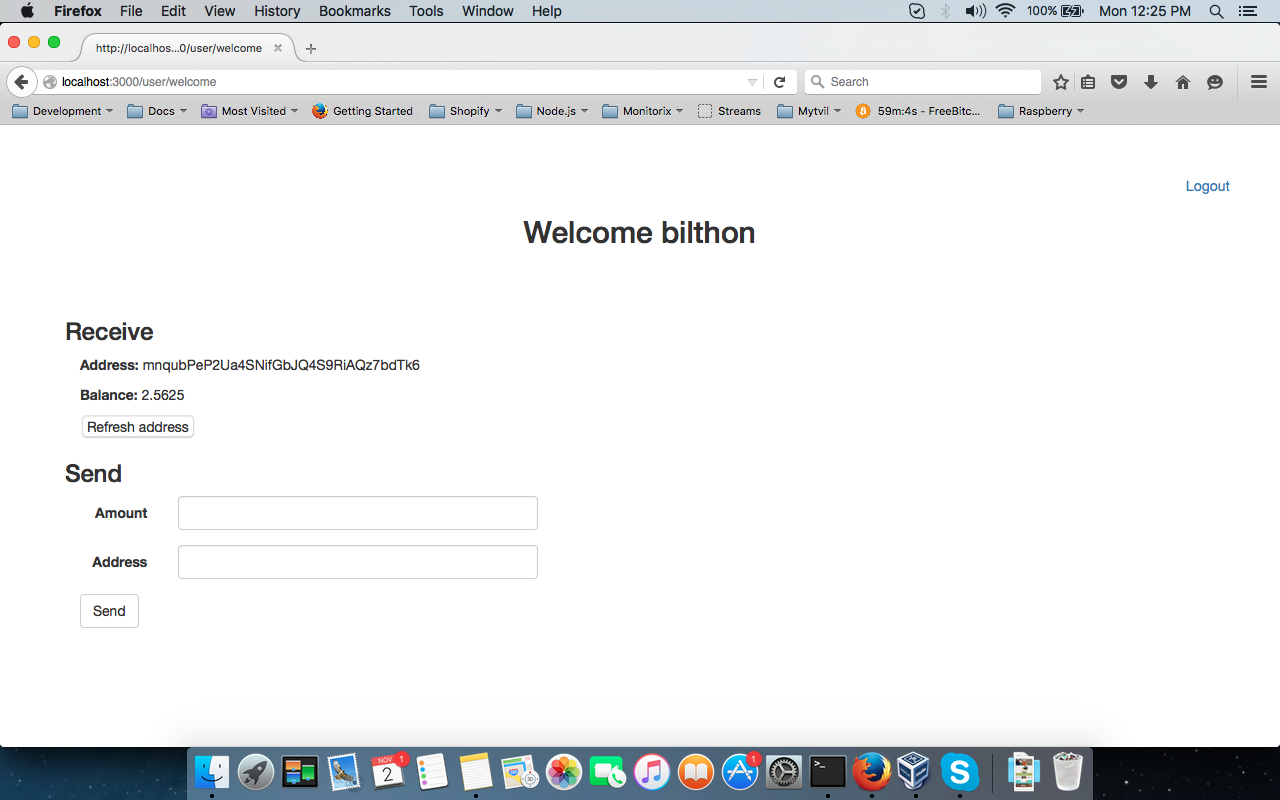 Firefox File Edit View History Bookmarks Tools Window Help 100% Mon 12:25 PM
http://localhos...0/user/welcome
localhost:3000/user/welcome Search
Development Docs Most Visited Getting Started Shopify Node.js Monitorix Streams Mytvil 59m:4s - FreeBitc... Raspberry
Logout
Welcome bilthon
Receive
Address: mnqubPeP2Ua4SNifGbJQ4S9RiAQz7bdTk6
Balance: 2.5625
Refresh address
Send
Amount
Address
Send
NOV 1
2
1
30
>_
S